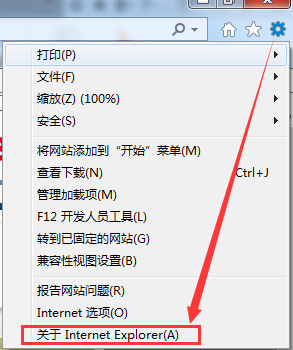 打印(P)
文件(F)
缩放(Z) (100%)
安全(S)
将网站添加到“开始”菜单(M)
查看下载(N) Ctrl+J
管理加载项(M)
F12 开发人员工具(L)
转到已固定的网站(G)
兼容性视图设置(B)
报告网站问题(R)
Internet 选项(O)
关于 Internet Explorer(A)